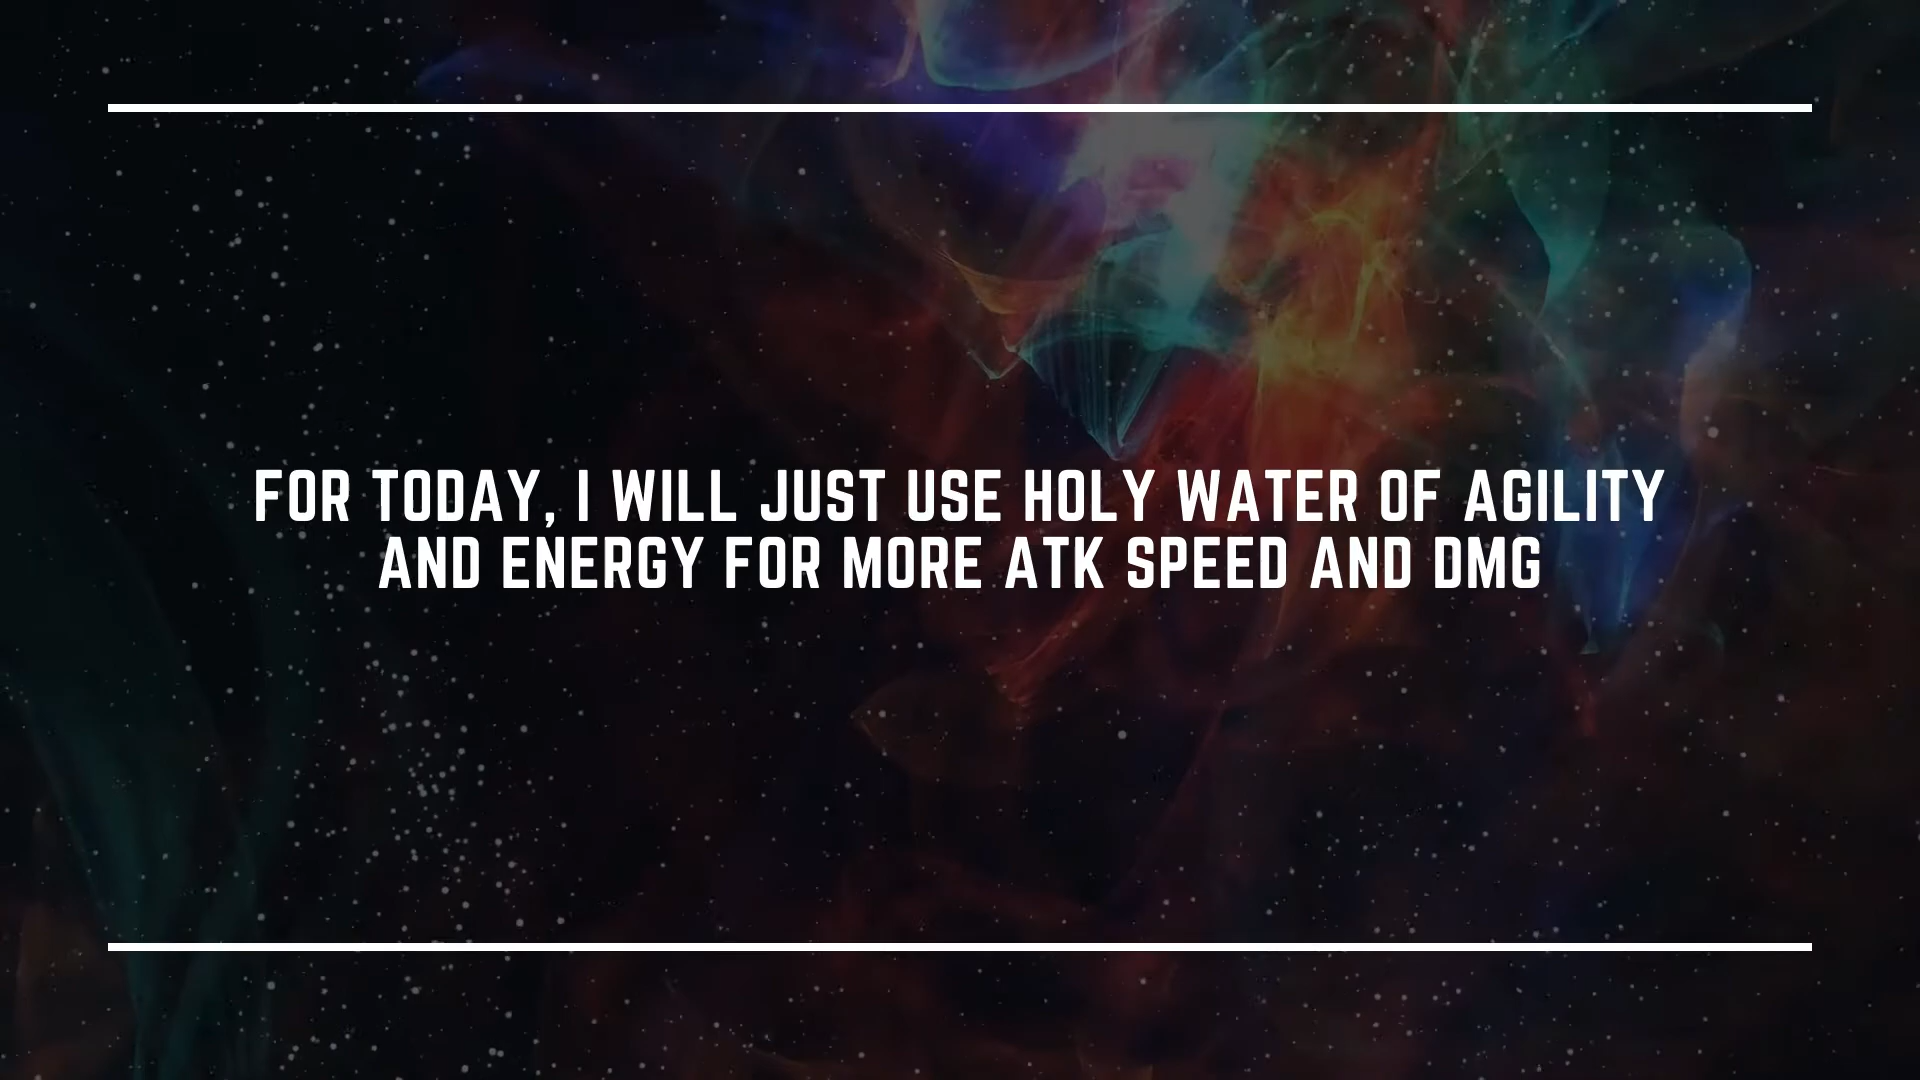 FOR TODAY, I WILL JUST USE HOLY WATER OF AGILITY
AND ENERGY FOR MORE ATK SPEED AND DMG